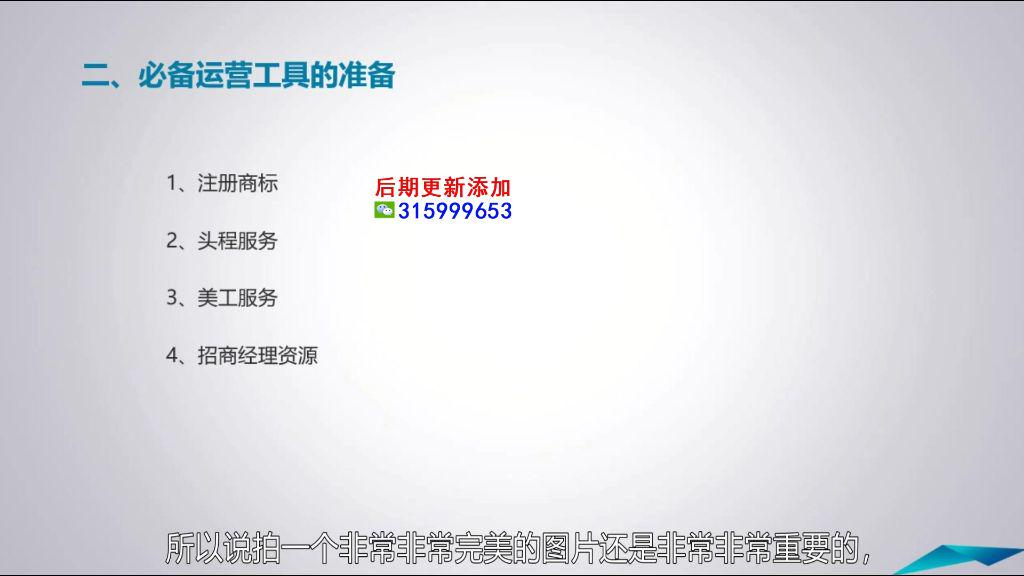 二、必备运营工具的准备
1、注册商标
后期更新添加
315999653
2、头程服务
3、美工服务
4、招商经理资源
所以说拍一个非常非常完美的图片还是非常非常重要的，